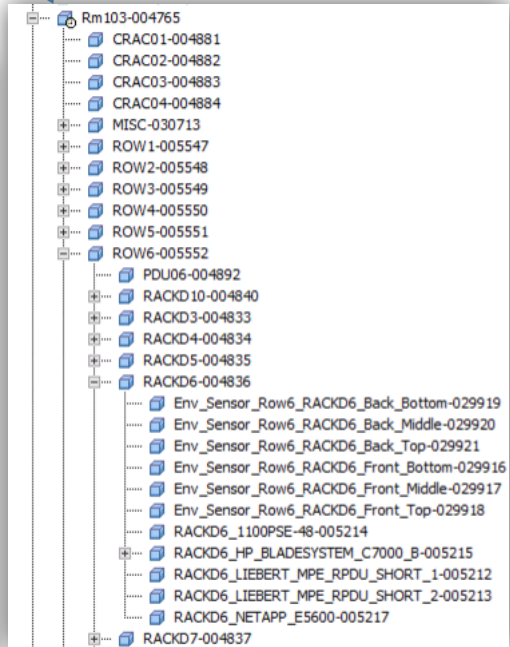 Rm103-004765
CRAC01-004881
CRAC02-004882
CRAC03-004883
CRAC04-004884
MISC-030713
ROW1-005547
ROW2-005548
ROW3-005549
ROW4-005550
ROW5-005551
ROW6-005552
PDU06-004892
RACKD10-004840
RACKD3-004833
RACKD4-004834
RACKD5-004835
RACKD6-004836
Env_Sensor_Row6_RACKD6_Back_Bottom-029919
Env_Sensor_Row6_RACKD6_Back_Middle-029920
Env_Sensor_Row6_RACKD6_Back_Top-029921
Env_Sensor_Row6_RACKD6_Front_Bottom-029916
Env_Sensor_Row6_RACKD6_Front_Middle-029917
Env_Sensor_Row6_RACKD6_Front_Top-029918
RACKD6_1100PSE-48-005214
RACKD6_HP_BLADESYSTEM_C7000_B-005215
RACKD6_LIEBERT_MPE_RPDU_SHORT_1-005212
RACKD6_LIEBERT_MPE_RPDU_SHORT_2-005213
RACKD6_NETAPP_E5600-005217
RACKD7-004837